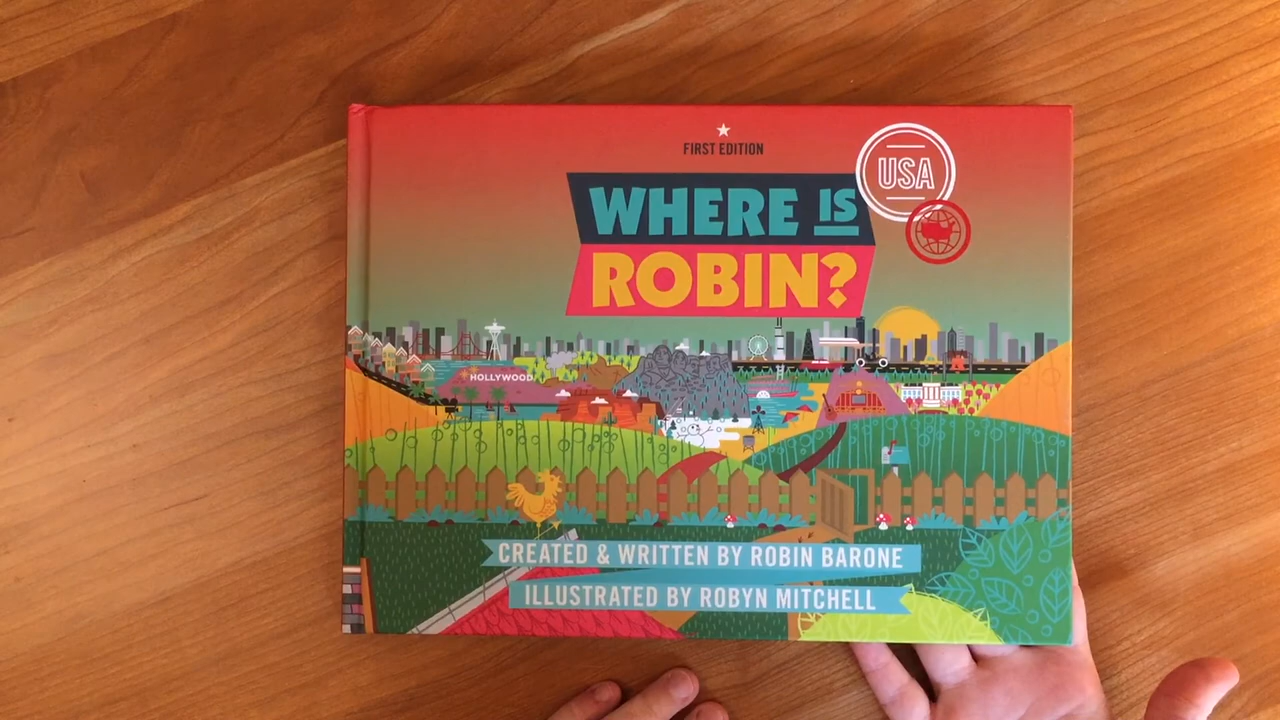 FIRST EDITION
USA
WHERE IS
ROBIN?
HOLLYWOOD
CREATED & WRITTEN BY ROBIN BARONE
ILLUSTRATED BY ROBYN MITCHELL